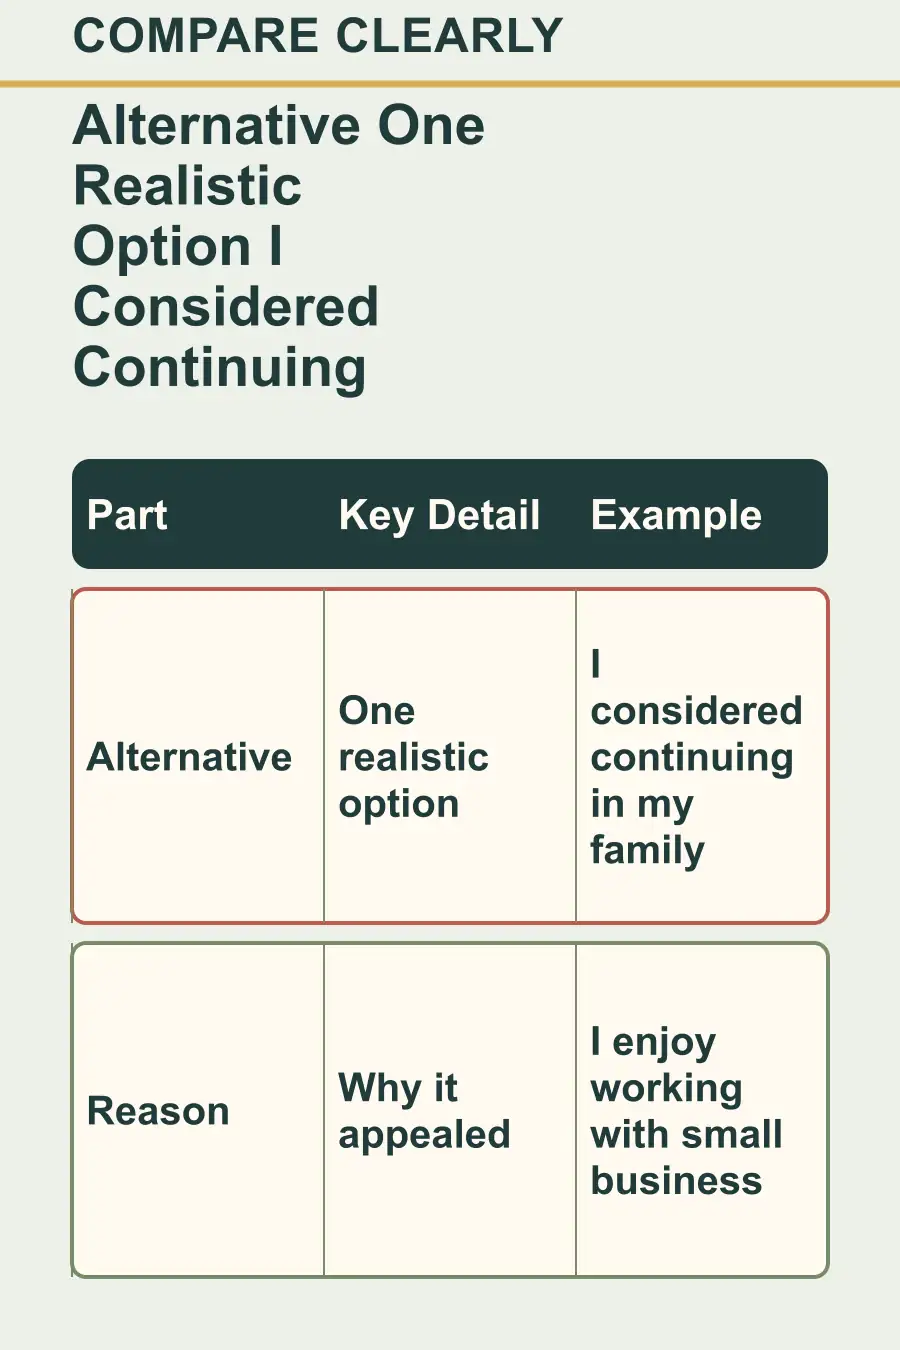 COMPARE CLEARLY
Alternative One
Realistic
Option I
Considered
Continuing
Part Key Detail Example
Alternative
One
realistic
option
I
considered
continuing
in my
family
Reason
Why it
appealed
I enjoy
working
with small
business